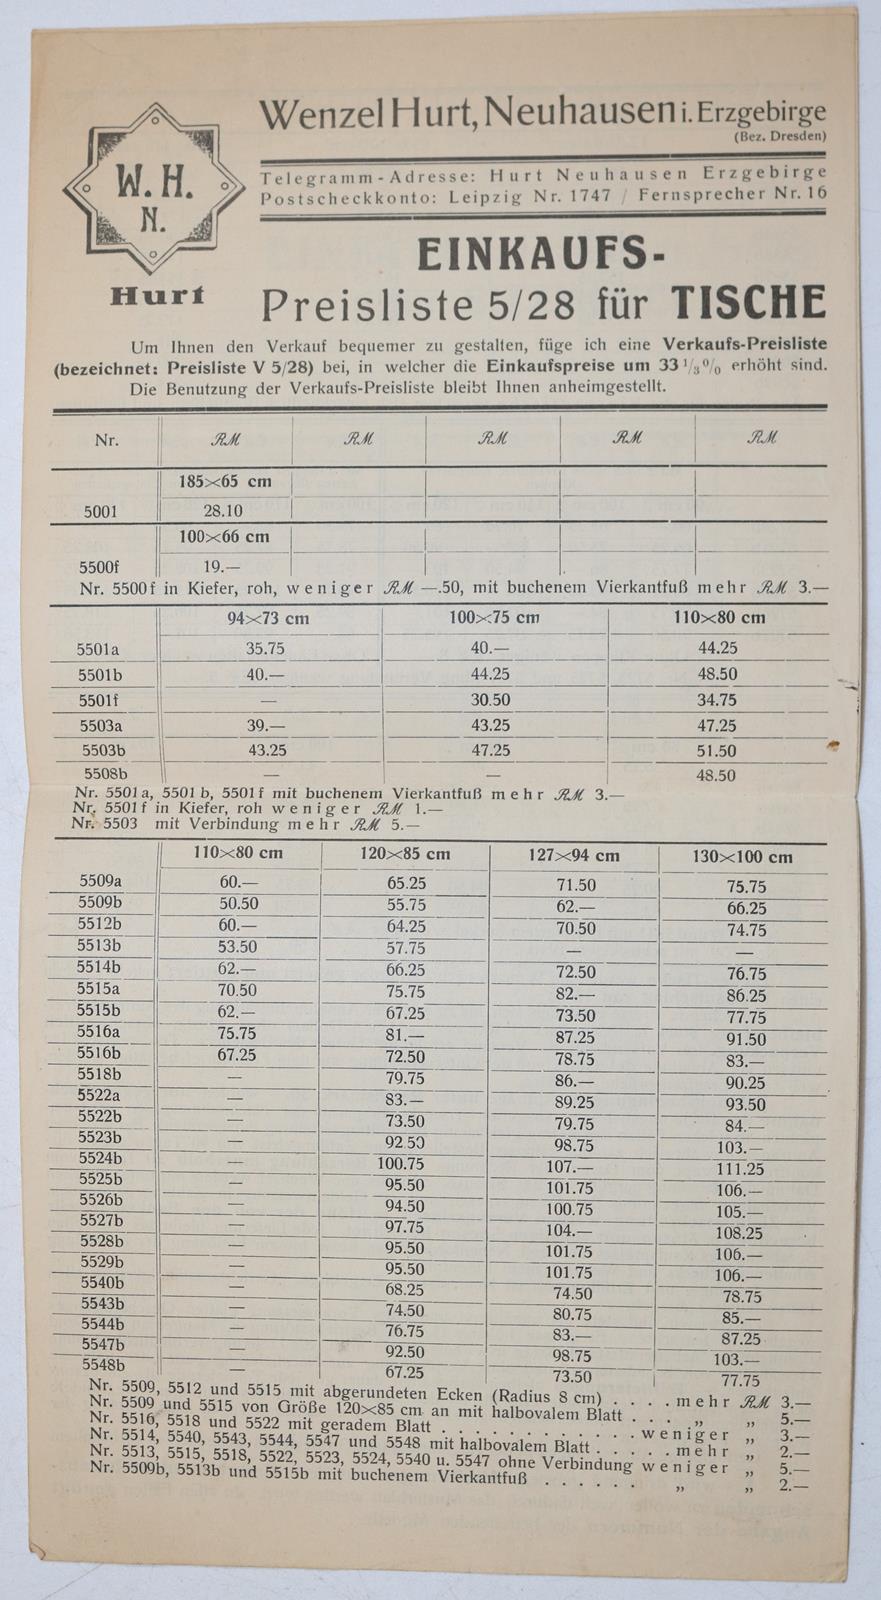 W. H.
N.
Hurt
Wenzel Hurt, Neuhausen i. Erzgebirge
(Bez. Dresden)
Telegramm-Adresse: Hurt Neuhausen Erzgebirge
Postscheckkonto: Leipzig Nr. 1747 / Fernsprecher Nr. 16
EINKAUFS-
Preisliste 5/28 für TISCHE
Um Ihnen den Verkauf bequemer zu gestalten, füge ich eine Verkaufs-Preisliste
(bezeichnet: Preisliste V 5/28) bei, in welcher die Einkaufspreise um 33 1/3 % erhöht sind.
Die Benutzung der Verkaufs-Preisliste bleibt Ihnen anheimgestellt.
Nr. RM RM RM RM RM
185×65 cm
5001 28.10
100×66 cm
5500f 19.—
Nr. 5500f in Kiefer, roh, weniger RM —.50, mit buchenem Vierkantfuß mehr RM 3.—
94×73 cm 100×75 cm 110×80 cm
5501a 35.75 40.— 44.25
5501b 40.— 44.25 48.50
5501f — 30.50 34.75
5503a 39.— 43.25 47.25
5503b 43.25 47.25 51.50
5508b — — 48.50
Nr. 5501a, 5501b, 5501f mit buchenem Vierkantfuß mehr RM 3.—
Nr. 5501f in Kiefer, roh weniger RM 1.—
Nr. 5503 mit Verbindung mehr RM 5.—
110×80 cm 120×85 cm 127×94 cm 130×100 cm
5509a 60.— 65.25 71.50 75.75
5509b 50.50 55.75 62.— 66.25
5512b 60.— 64.25 70.50 74.75
5513b 53.50 57.75 — —
5514b 62.— 66.25 72.50 76.75
5515a 70.50 75.75 82.— 86.25
5515b 62.— 67.25 73.50 77.75
5516a 75.75 81.— 87.25 91.50
5516b 67.25 72.50 78.75 83.—
5518b — 79.75 86.— 90.25
5522a — 83.— 89.25 93.50
5522b — 73.50 79.75 84.—
5523b — 92.50 98.75 103.—
5524b — 100.75 107.— 111.25
5525b — 95.50 101.75 106.—
5526b — 94.50 100.75 105.—
5527b — 97.75 104.— 108.25
5528b — 95.50 101.75 106.—
5529b — 95.50 101.75 106.—
5540b — 68.25 74.50 78.75
5543b — 74.50 80.75 85.—
5544b — 76.75 83.— 87.25
5547b — 92.50 98.75 103.—
5548b — 67.25 73.50 77.75
Nr. 5509, 5512 und 5515 mit abgerundeten Ecken (Radius 8 cm) . . . . mehr RM 3.—
Nr. 5509 und 5515 von Größe 120×85 cm an mit halbovalem Blatt . . . „ „ 5.—
Nr. 5516, 5518 und 5522 mit geradem Blatt . . . . . . . . . . . . weniger „ 3.—
Nr. 5514, 5540, 5543, 5544, 5547 und 5548 mit halbovalem Blatt . . . . . mehr „ 2.—
Nr. 5513, 5515, 5518, 5522, 5523, 5524, 5540 u. 5547 ohne Verbindung weniger „ 5.—
Nr. 5509b, 5513b und 5515b mit buchenem Vierkantfuß . . . . . . „ „ 2.—